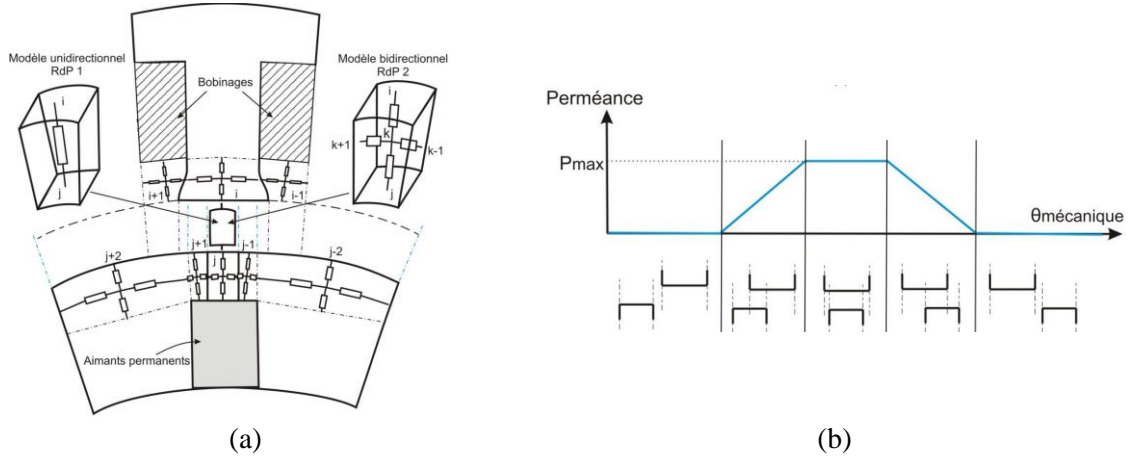 Modèle unidirectionnel
RdP 1
i
j
Bobinages
Modèle bidirectionnel
RdP 2
i
k
k+1
k-1
j
i+1
i
i-1
j+2
j+1
j
j-1
j-2
Aimants permanents
(a)
Perméance
Pmax
θmécanique
(b)